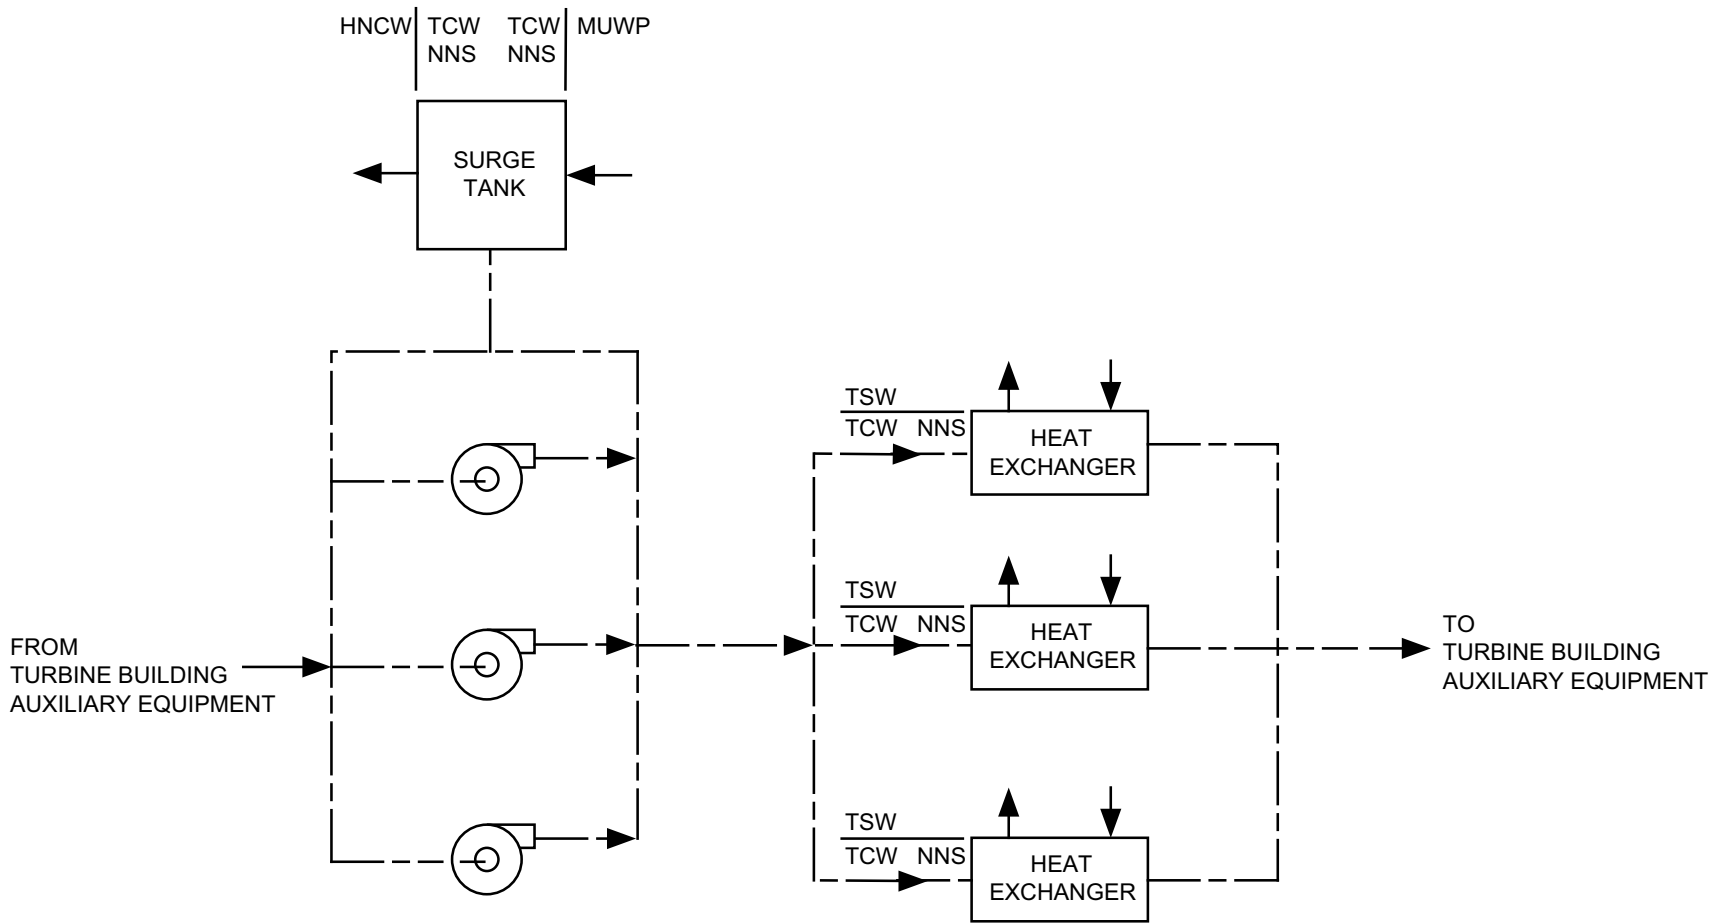 HNCW TCW TCW MUWP
NNS NNS
SURGE
TANK
TSW
TCW NNS
HEAT
EXCHANGER
TSW
TCW NNS
HEAT
EXCHANGER
FROM
TURBINE BUILDING
AUXILIARY EQUIPMENT
TO
TURBINE BUILDING
AUXILIARY EQUIPMENT
TSW
TCW NNS
HEAT
EXCHANGER